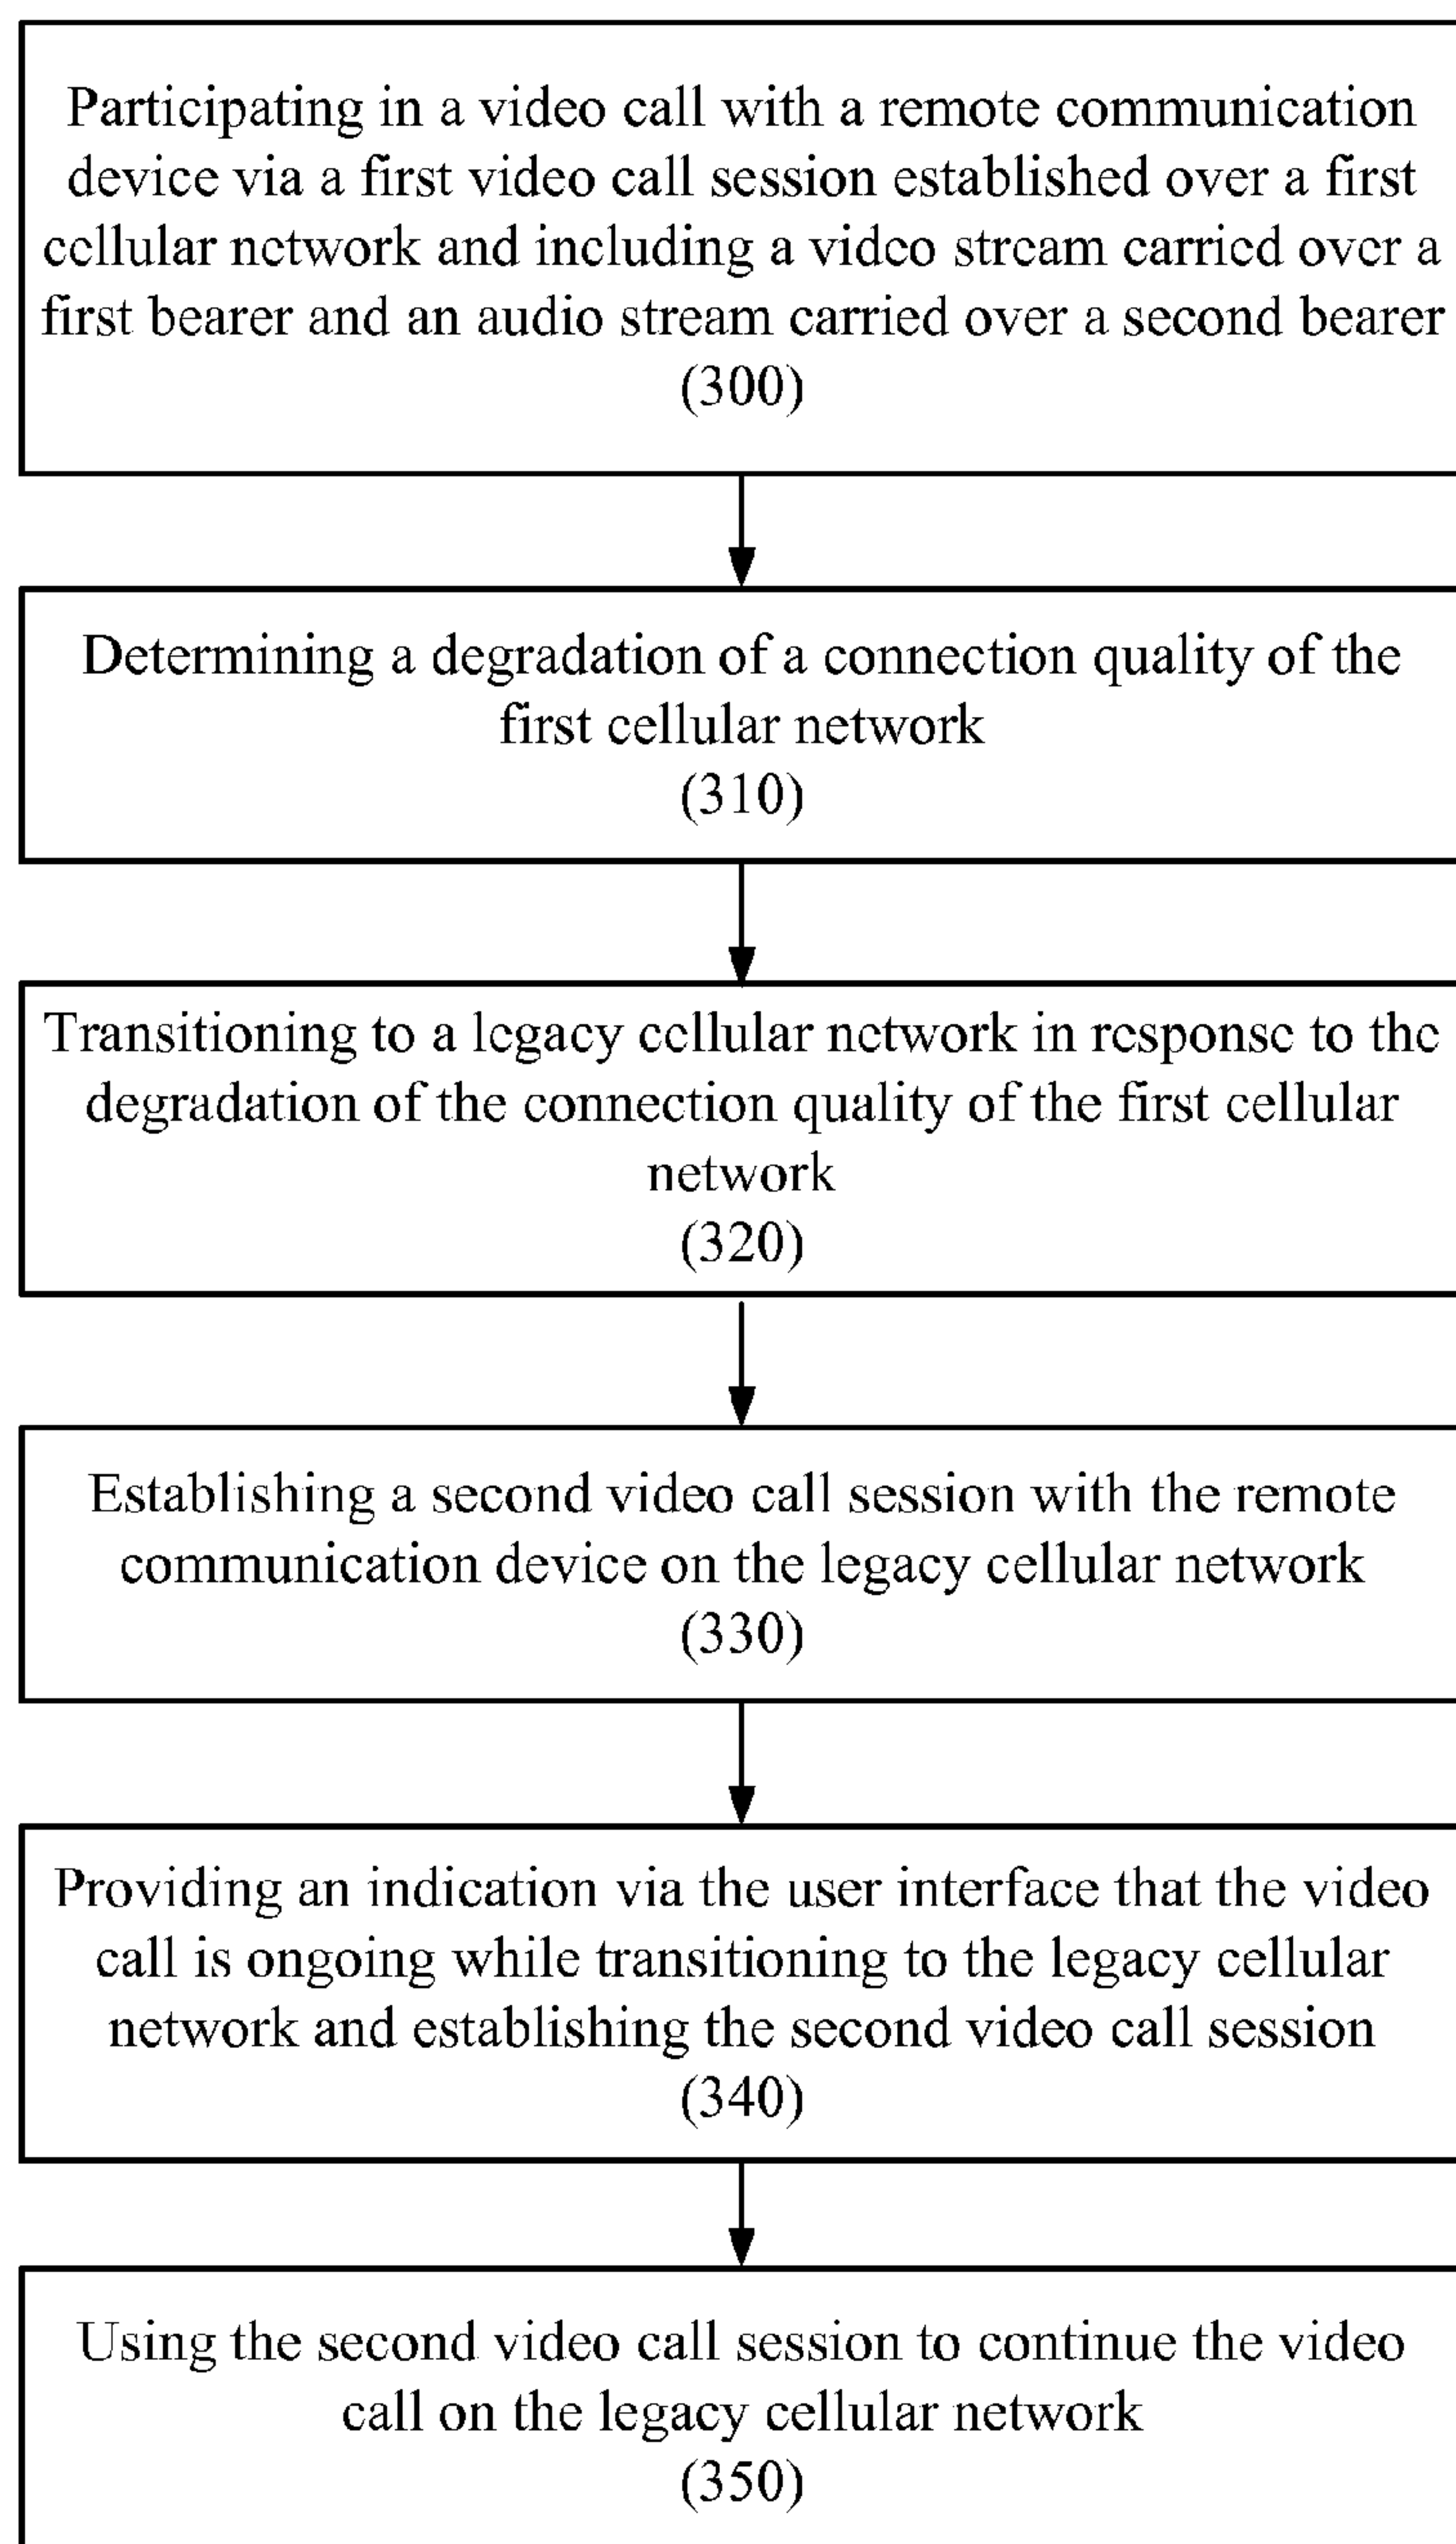 Participating in a video call with a remote communication
device via a first video call session established over a first
cellular network and including a video stream carried over a
first bearer and an audio stream carried over a second bearer
(300)
Determining a degradation of a connection quality of the
first cellular network
(310)
Transitioning to a legacy cellular network in response to the
degradation of the connection quality of the first cellular
network
(320)
Establishing a second video call session with the remote
communication device on the legacy cellular network
(330)
Providing an indication via the user interface that the video
call is ongoing while transitioning to the legacy cellular
network and establishing the second video call session
(340)
Using the second video call session to continue the video
call on the legacy cellular network
(350)